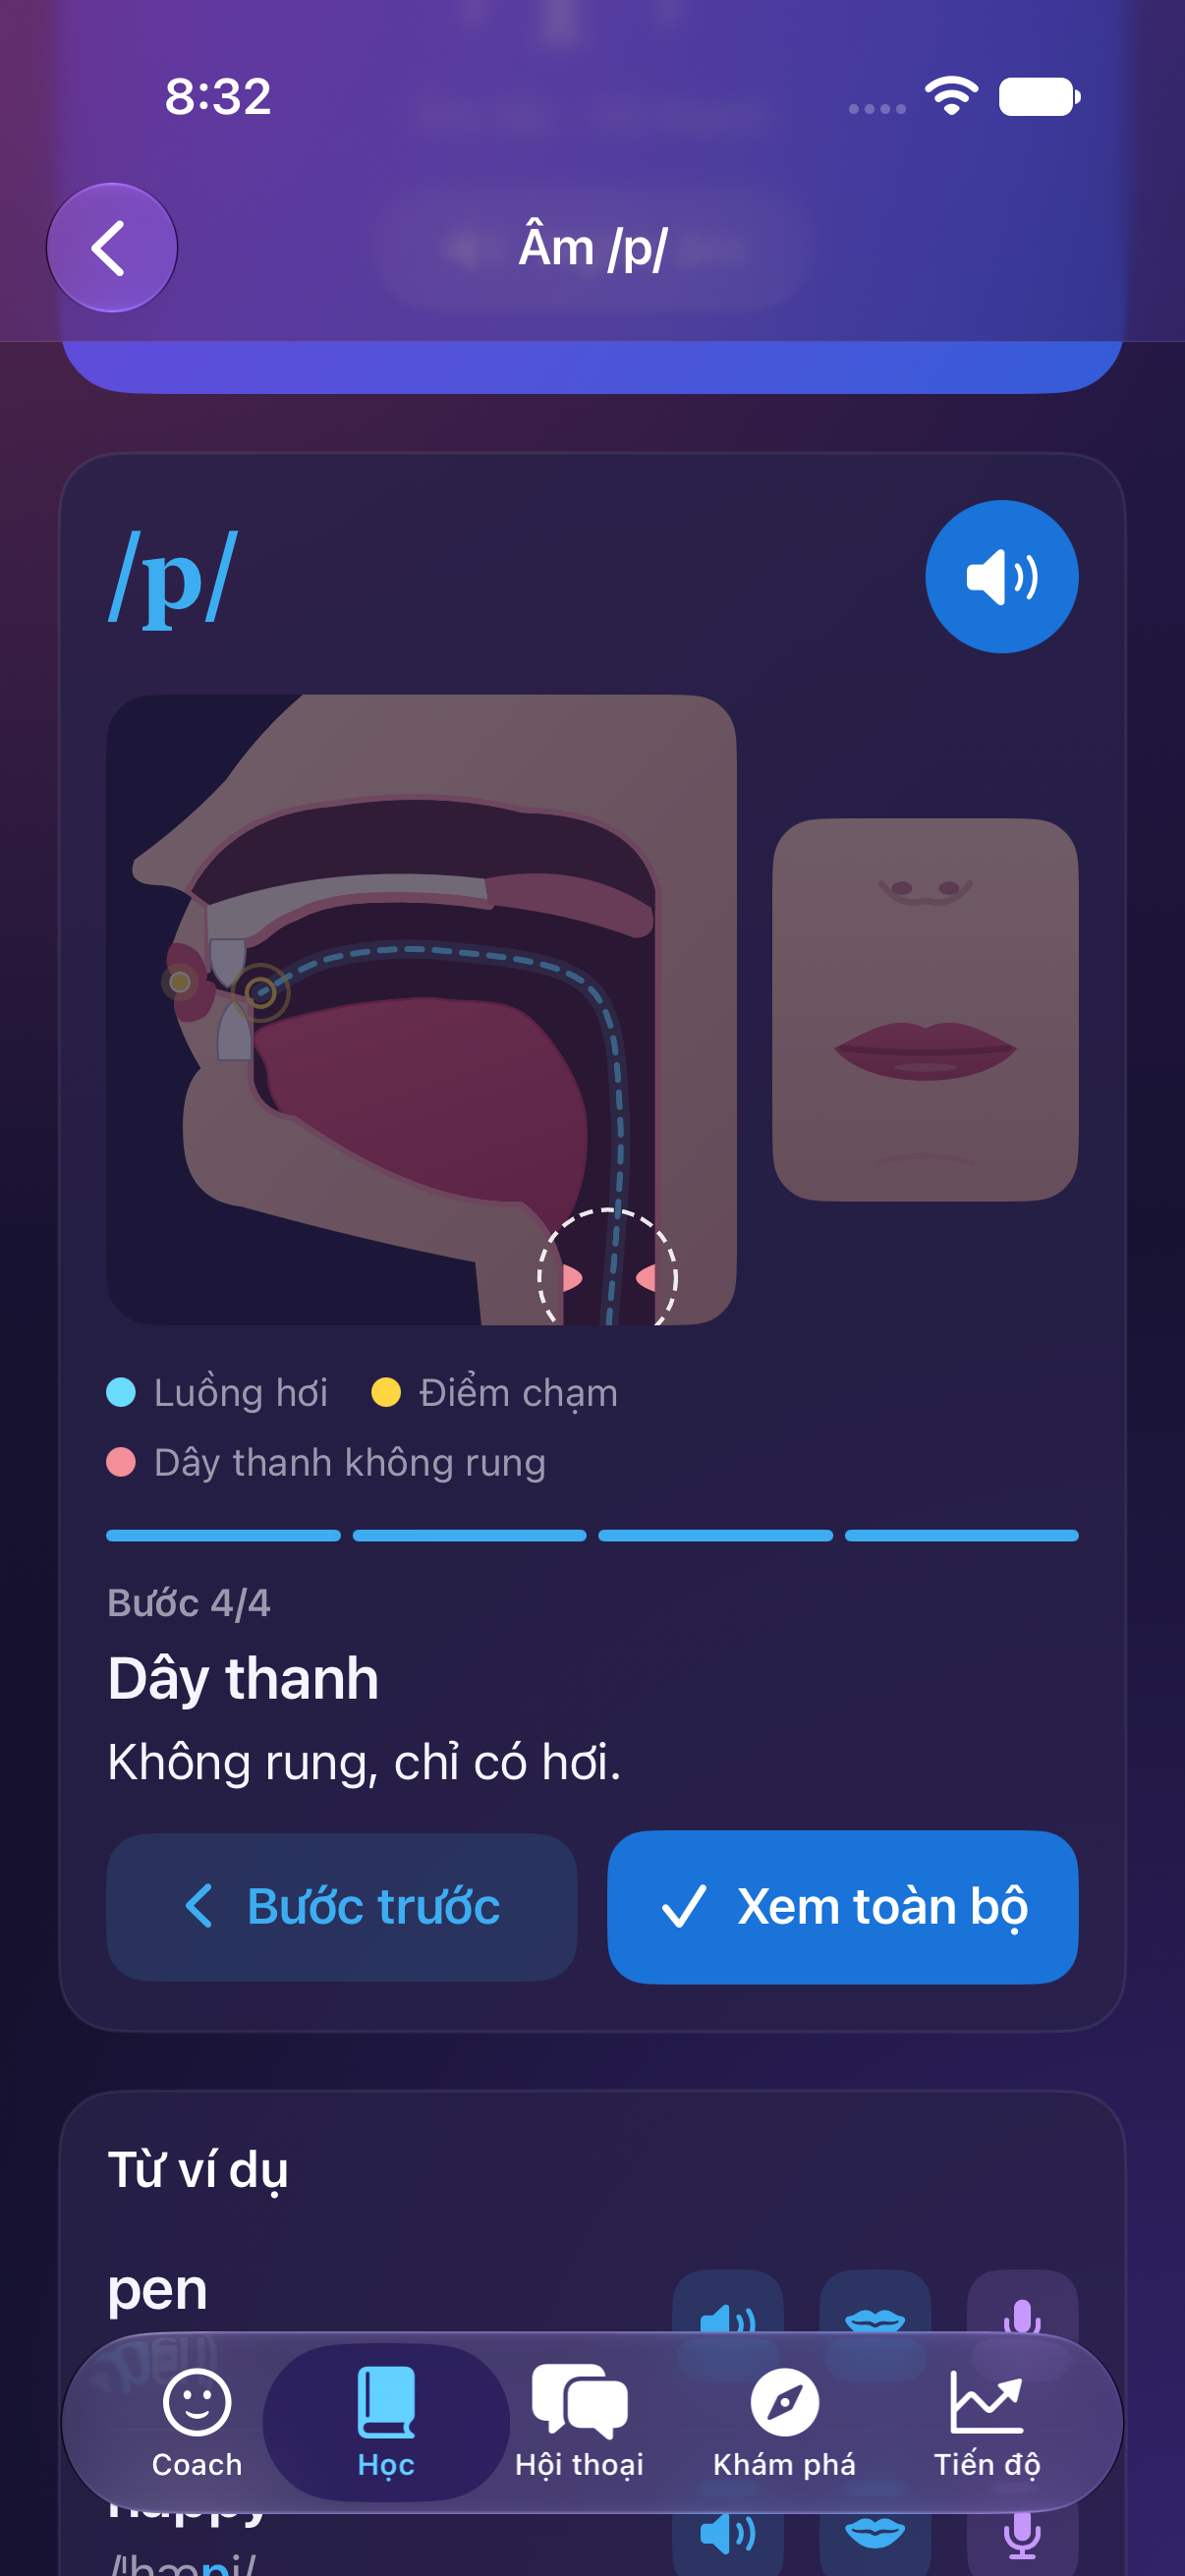 8:32
Âm /p/
/p/
Luồng hơi
Điểm chạm
Dây thanh không rung
Bước 4/4
Dây thanh
Không rung, chỉ có hơi.
Bước trước
Xem toàn bộ
Từ ví dụ
pen
Coach
Học
Hội thoại
Khám phá
Tiến độ
happy
/ˈhæpi/